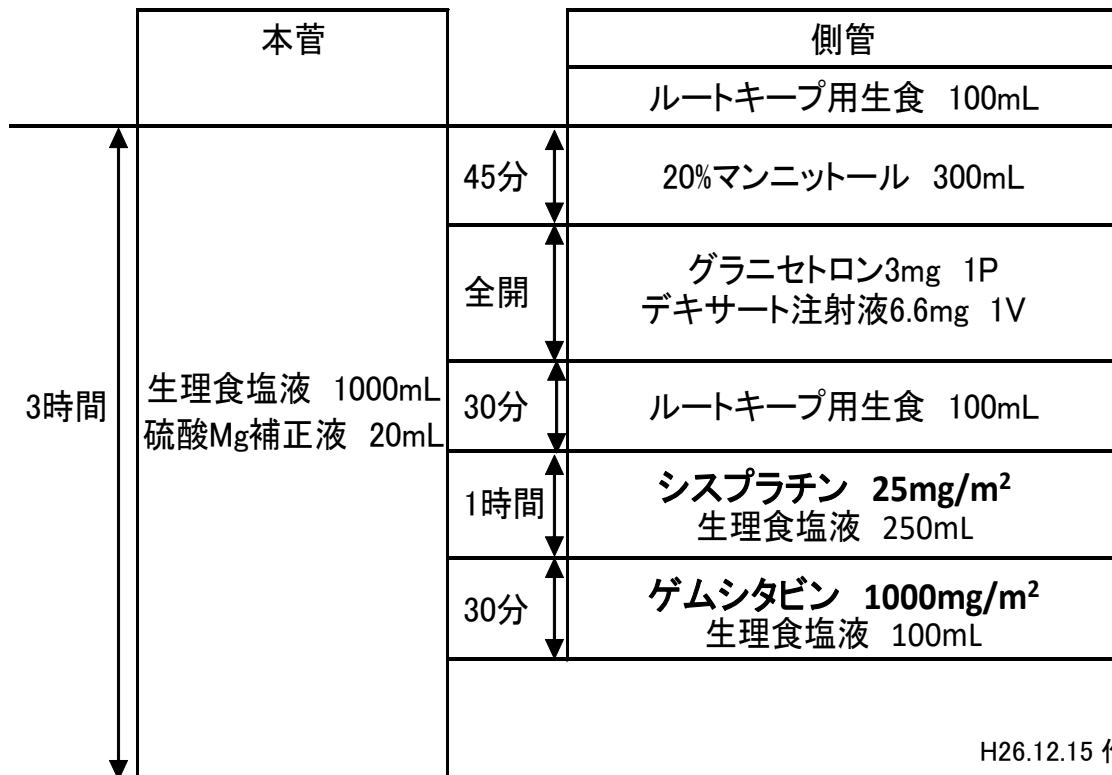 本菅
側管
ルートキープ用生食 100mL
3時間
生理食塩液 1000mL
硫酸Mg補正液 20mL
45分
20%マンニットール 300mL
全開
グラニセトロン3mg 1P
デキサート注射液6.6mg 1V
30分
ルートキープ用生食 100mL
1時間
シスプラチン 25mg/m²
生理食塩液 250mL
30分
ゲムシタビン 1000mg/m²
生理食塩液 100mL
H26.12.15